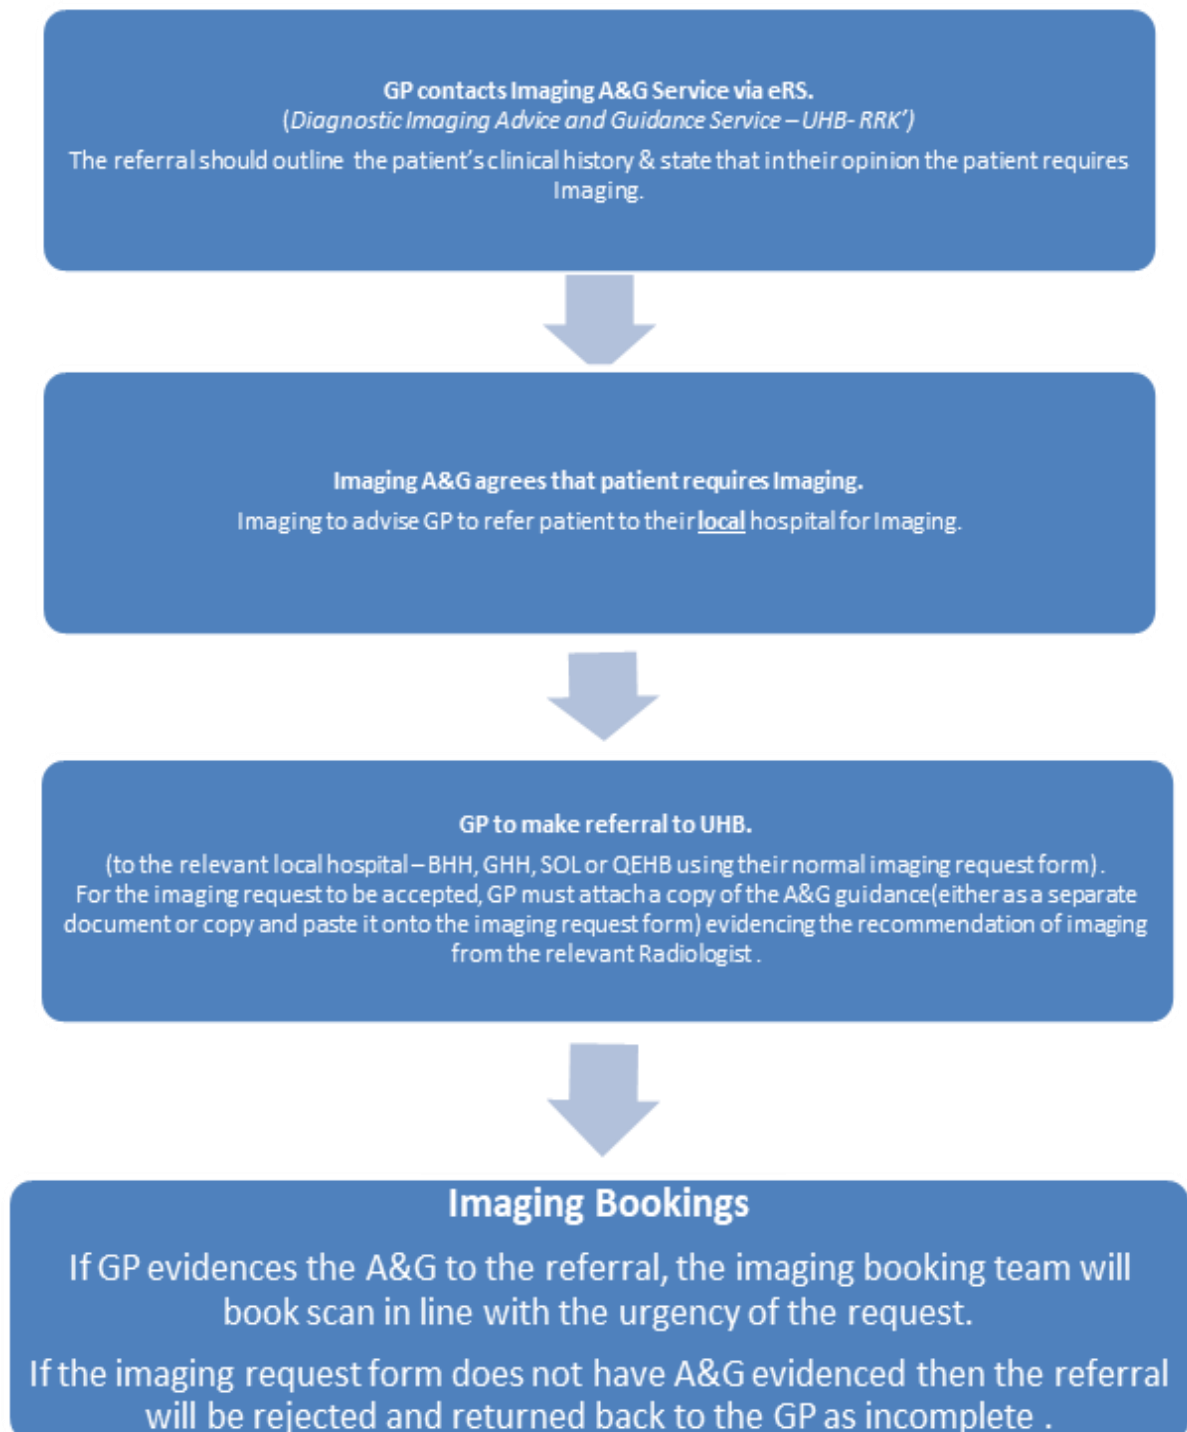 GP contacts Imaging A&G Service via eRS.
(Diagnostic Imaging Advice and Guidance Service – UHB- RRK')
The referral should outline the patient's clinical history & state that in their opinion the patient requires
Imaging.
Imaging A&G agrees that patient requires Imaging.
Imaging to advise GP to refer patient to their local hospital for Imaging.
GP to make referral to UHB.
(to the relevant local hospital – BHH, GHH, SOL or QEHB using their normal imaging request form) .
For the imaging request to be accepted, GP must attach a copy of the A&G guidance(either as a separate
document or copy and paste it onto the imaging request form) evidencing the recommendation of imaging
from the relevant Radiologist .
Imaging Bookings
If GP evidences the A&G to the referral, the imaging booking team will
book scan in line with the urgency of the request.
If the imaging request form does not have A&G evidenced then the referral
will be rejected and returned back to the GP as incomplete .